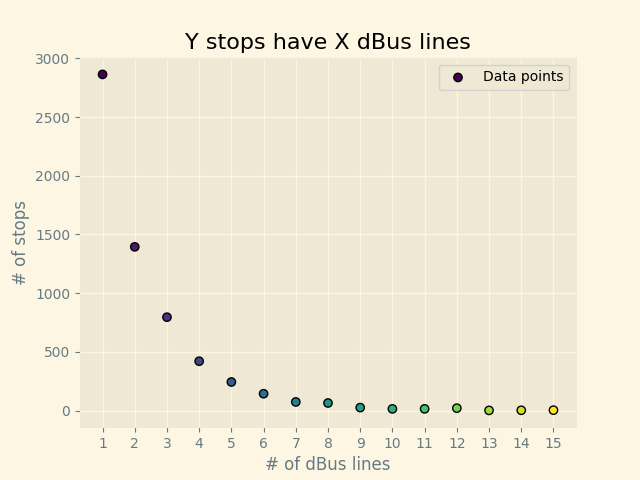 Y stops have X dBus lines
Data points
# of stops
3000
2500
2000
1500
1000
500
0
1 2 3 4 5 6 7 8 9 10 11 12 13 14 15
# of dBus lines